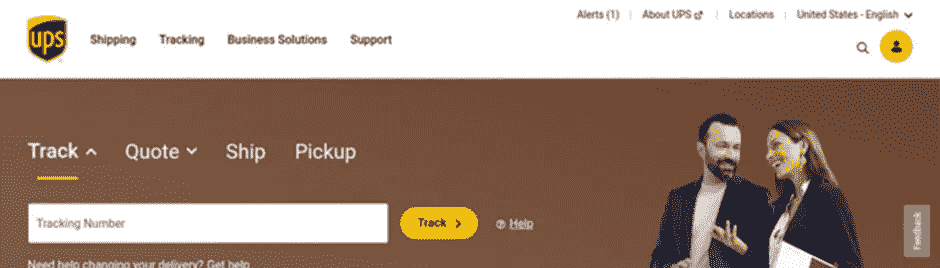 Alerts (1) About UPS Locations United States - English
ups Shipping Tracking Business Solutions Support
Track Quote Ship Pickup
Tracking Number Track Help
Need help changing your delivery? Get help
Feedback